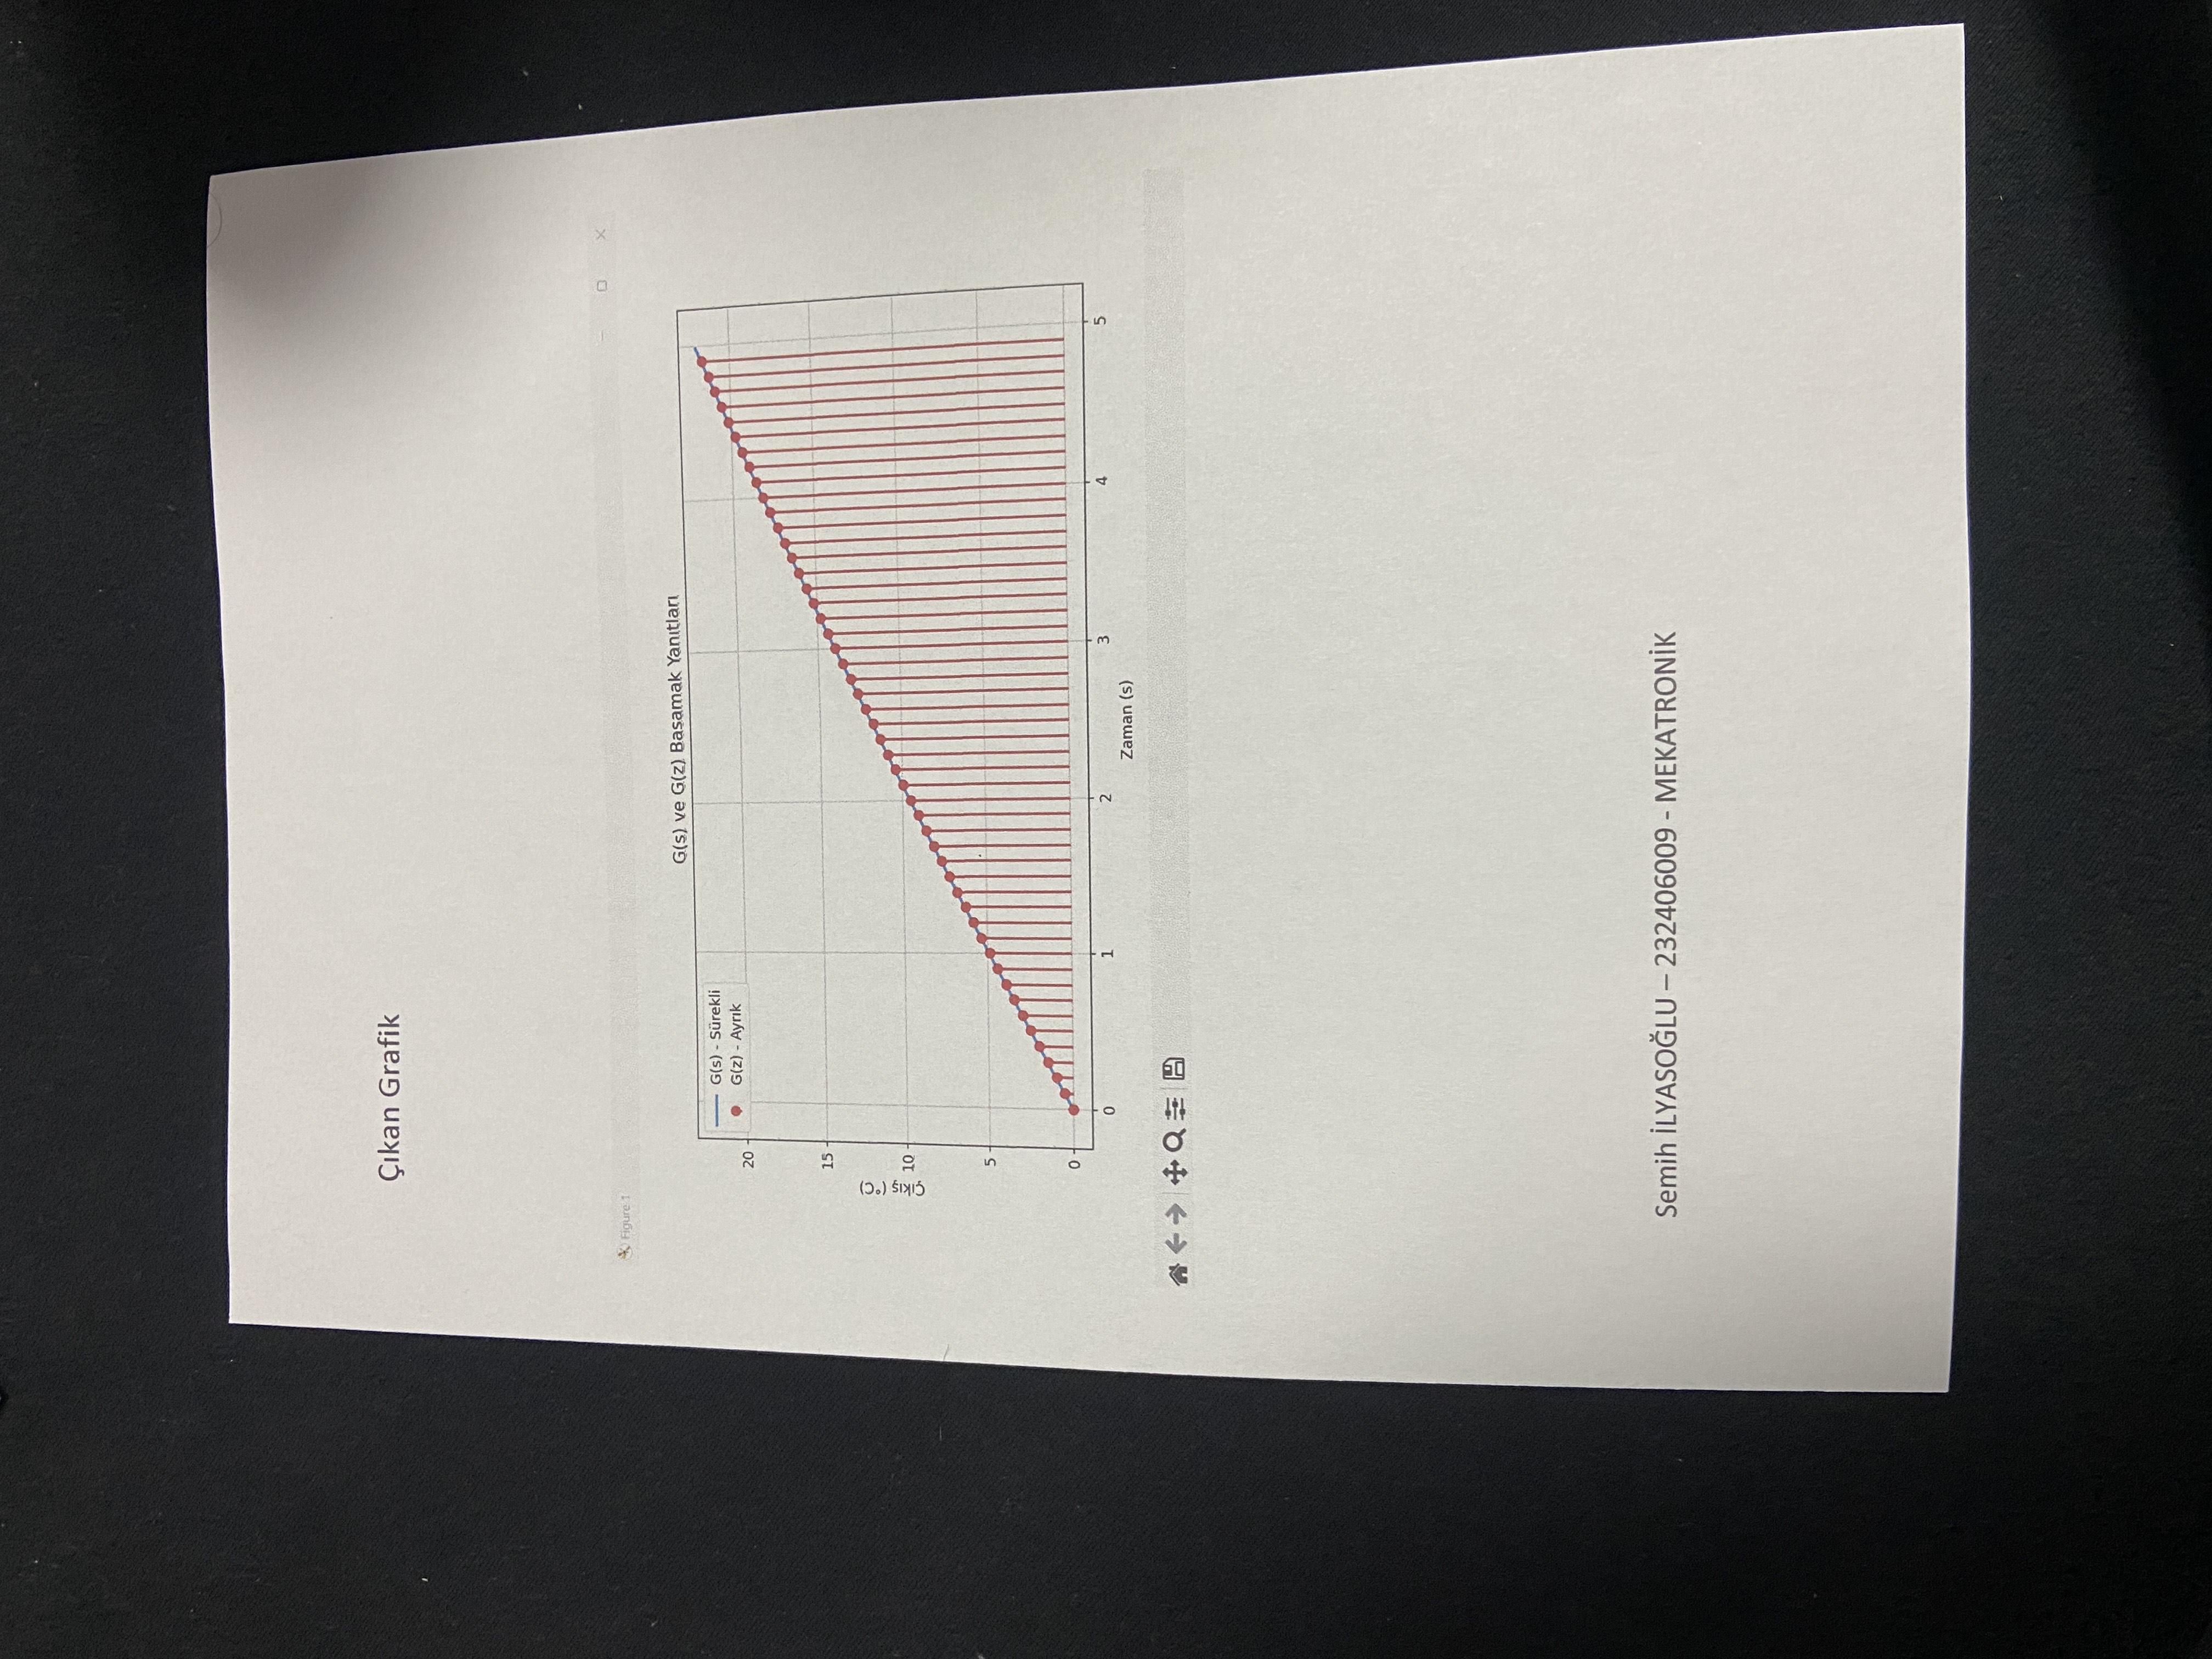 Çıkan Grafik
Figure 1
G(s) ve G(z) Basamak Yanıtları
G(s) - Sürekli
G(z) - Ayrık
20
15
10
5
0
Çıkış (°C)
0 1 2 3 4 5
Zaman (s)
Semih İLYASOĞLU – 232406009 - MEKATRONİK